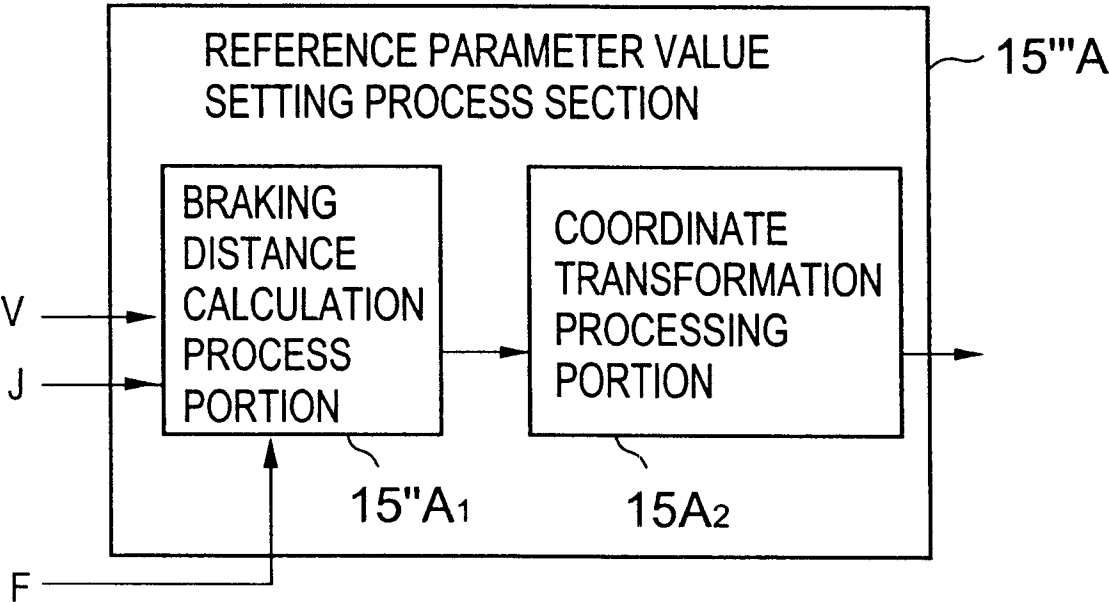 REFERENCE PARAMETER VALUE
SETTING PROCESS SECTION
15'''A
BRAKING
DISTANCE
CALCULATION
PROCESS
PORTION
COORDINATE
TRANSFORMATION
PROCESSING
PORTION
V
J
15''A1
15A2
F